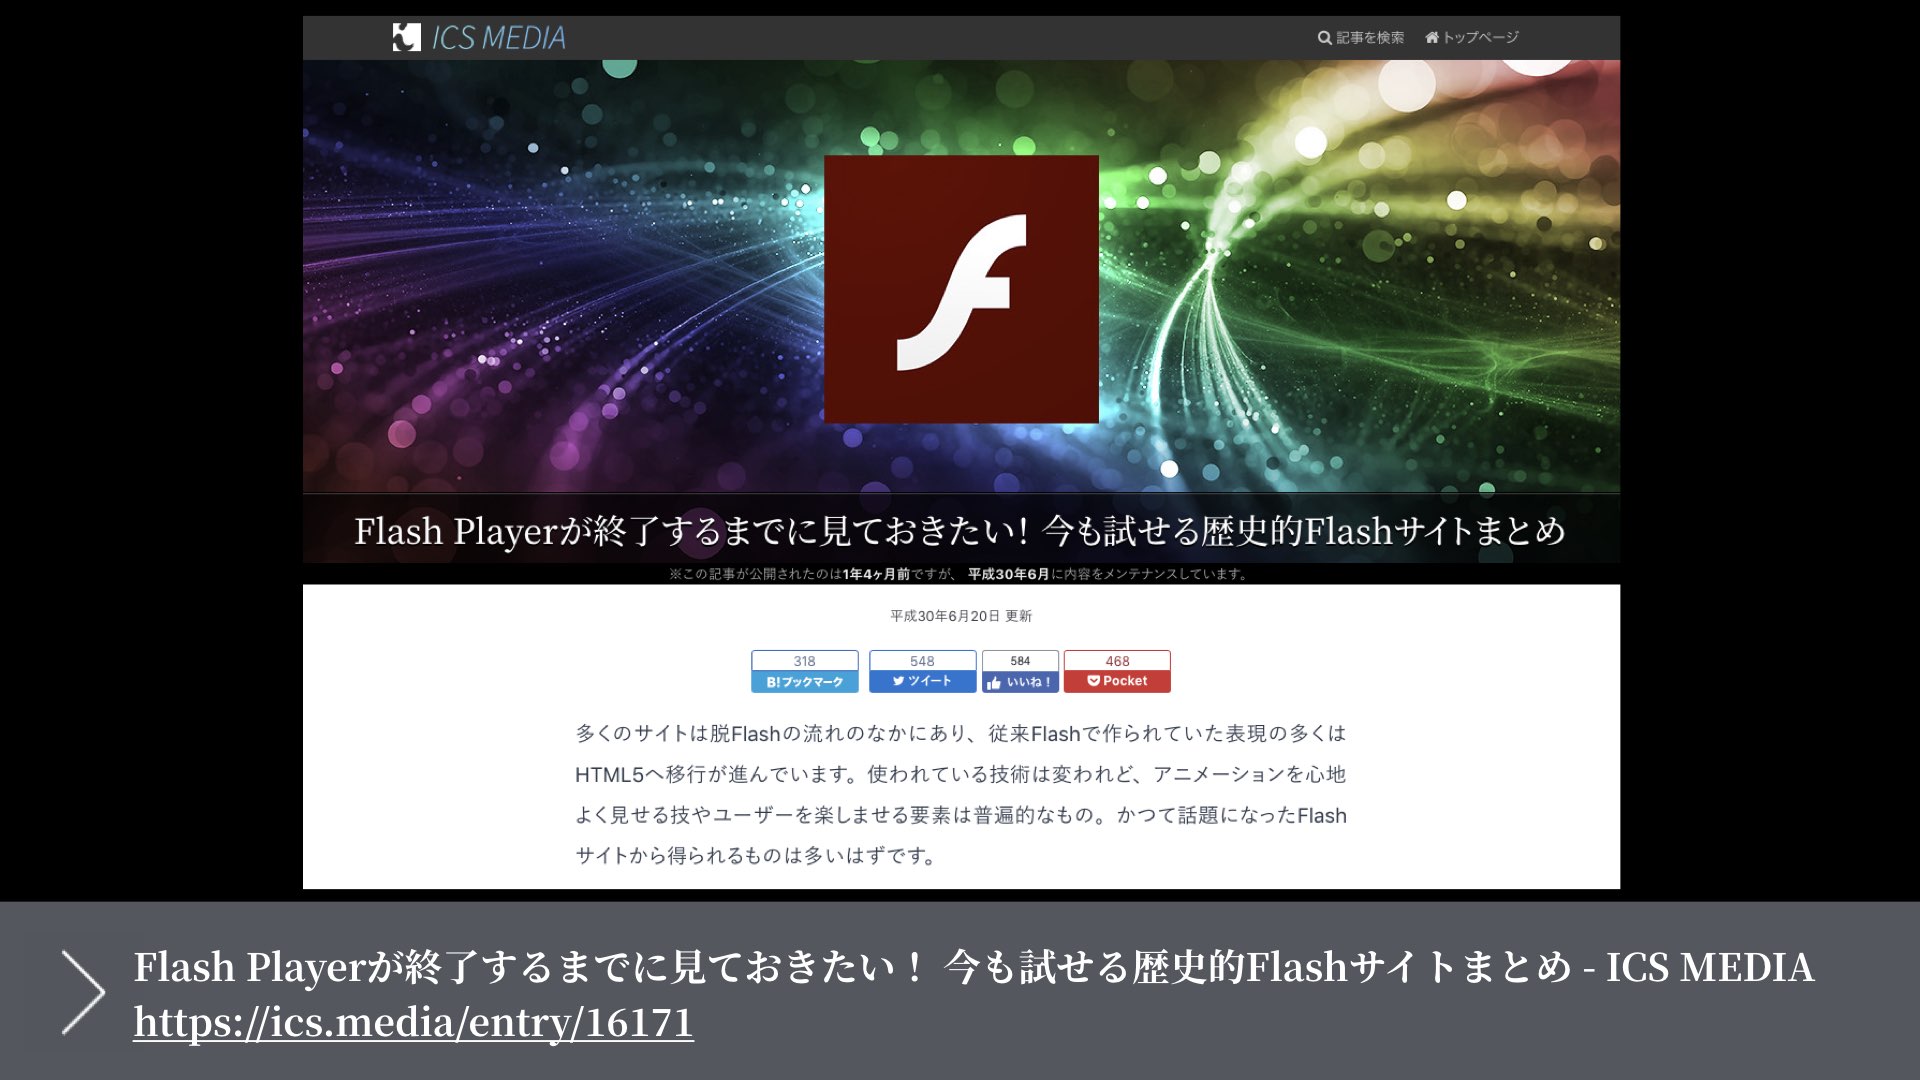 ICS MEDIA
記事を検索 トップページ
Flash Playerが終了するまでに見ておきたい! 今も試せる歴史的Flashサイトまとめ
※この記事が公開されたのは1年4ヶ月前ですが、 平成30年6月に内容をメンテナンスしています。
平成30年6月20日 更新
318 548 584 468
B!ブックマーク ツイート いいね！ Pocket
多くのサイトは脱Flashの流れのなかにあり、従来Flashで作られていた表現の多くは
HTML5へ移行が進んでいます。使われている技術は変われど、アニメーションを心地
よく見せる技やユーザーを楽しませる要素は普遍的なもの。かつて話題になったFlash
サイトから得られるものは多いはずです。
Flash Playerが終了するまでに見ておきたい！ 今も試せる歴史的Flashサイトまとめ - ICS MEDIA
https://ics.media/entry/16171